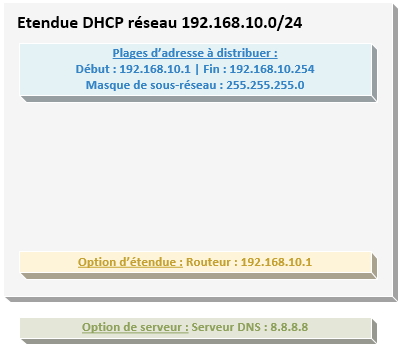 Etendue DHCP réseau 192.168.10.0/24
Plages d’adresse à distribuer :
Début : 192.168.10.1 | Fin : 192.168.10.254
Masque de sous-réseau : 255.255.255.0
Option d’étendue : Routeur : 192.168.10.1
Option de serveur : Serveur DNS : 8.8.8.8